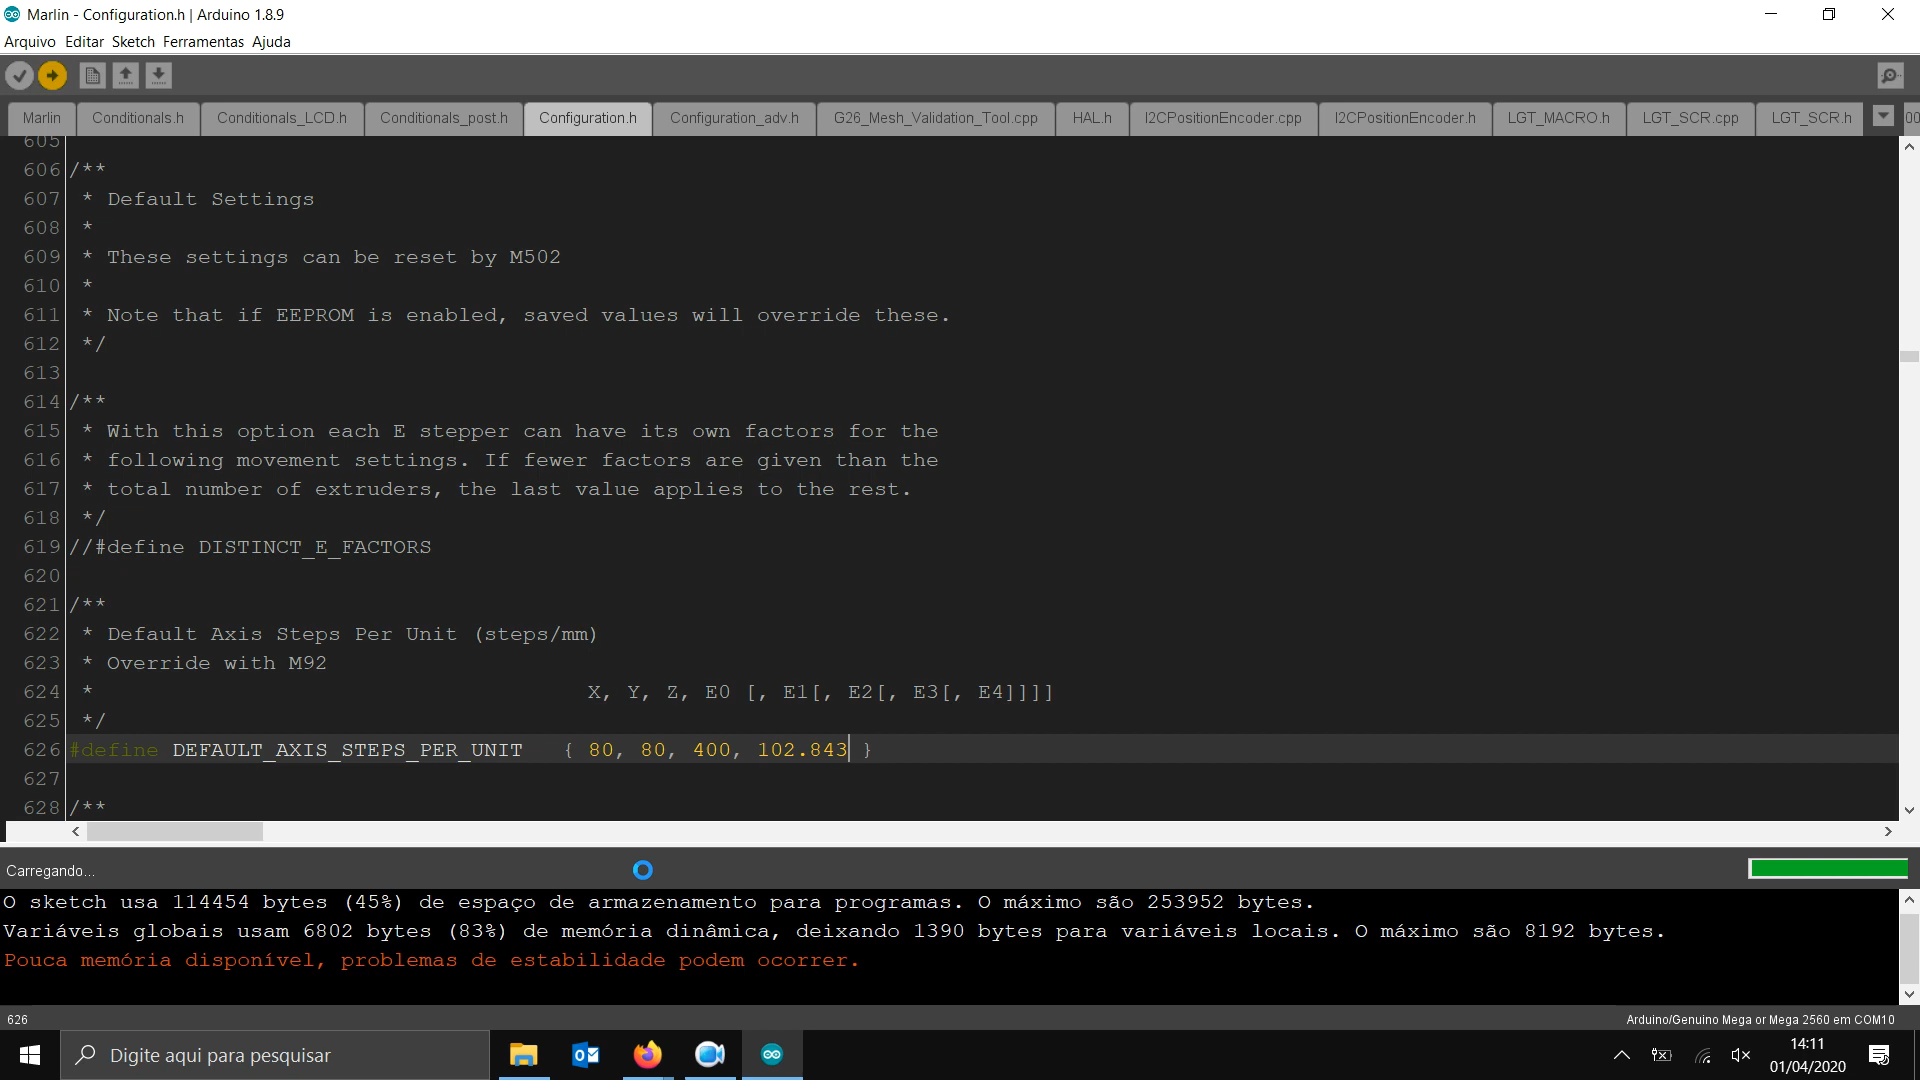 Marlin - Configuration.h | Arduino 1.8.9
Arquivo Editar Sketch Ferramentas Ajuda
Marlin Conditionals.h Conditionals_LCD.h Conditionals_post.h Configuration.h Configuration_adv.h G26_Mesh_Validation_Tool.cpp HAL.h I2CPositionEncoder.cpp I2CPositionEncoder.h LGT_MACRO.h LGT_SCR.cpp LGT_SCR.h
605
606 /**
607 * Default Settings
608 *
609 * These settings can be reset by M502
610 *
611 * Note that if EEPROM is enabled, saved values will override these.
612 */
613
614 /**
615 * With this option each E stepper can have its own factors for the
616 * following movement settings. If fewer factors are given than the
617 * total number of extruders, the last value applies to the rest.
618 */
619 //#define DISTINCT_E_FACTORS
620
621 /**
622 * Default Axis Steps Per Unit (steps/mm)
623 * Override with M92
624 * X, Y, Z, E0 [, E1[, E2[, E3[, E4]]]]
625 */
626 #define DEFAULT_AXIS_STEPS_PER_UNIT { 80, 80, 400, 102.843 }
627
628 /**
Carregando...
O sketch usa 114454 bytes (45%) de espaço de armazenamento para programas. O máximo são 253952 bytes.
Variáveis globais usam 6802 bytes (83%) de memória dinâmica, deixando 1390 bytes para variáveis locais. O máximo são 8192 bytes.
Pouca memória disponível, problemas de estabilidade podem ocorrer.
626 Arduino/Genuino Mega or Mega 2560 em COM10
Digite aqui para pesquisar
14:11
01/04/2020